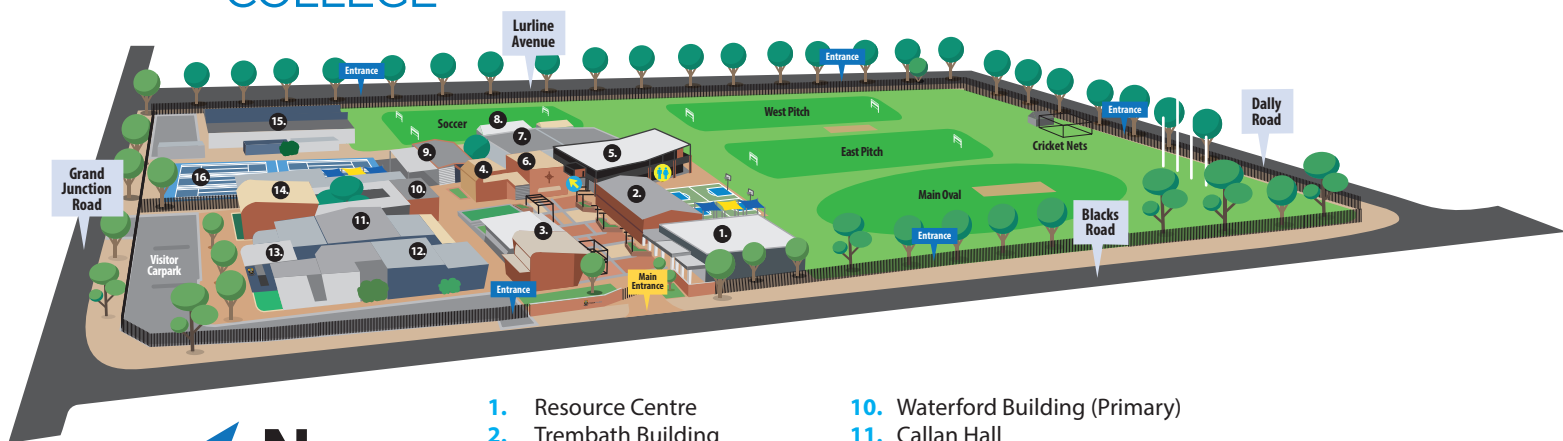 COLLEGE
Lurline
Avenue
Entrance
Entrance
Entrance
Dally
Road
Grand
Junction
Road
Blacks
Road
Soccer
West Pitch
East Pitch
Main Oval
Cricket Nets
Visitor
Carpark
15.
8.
7.
9.
6.
5.
4.
16.
14.
10.
2.
11.
3.
1.
13.
12.
Entrance
Entrance
Main
Entrance
N
1. Resource Centre
2. Trembath Building
10. Waterford Building (Primary)
11. Callan Hall